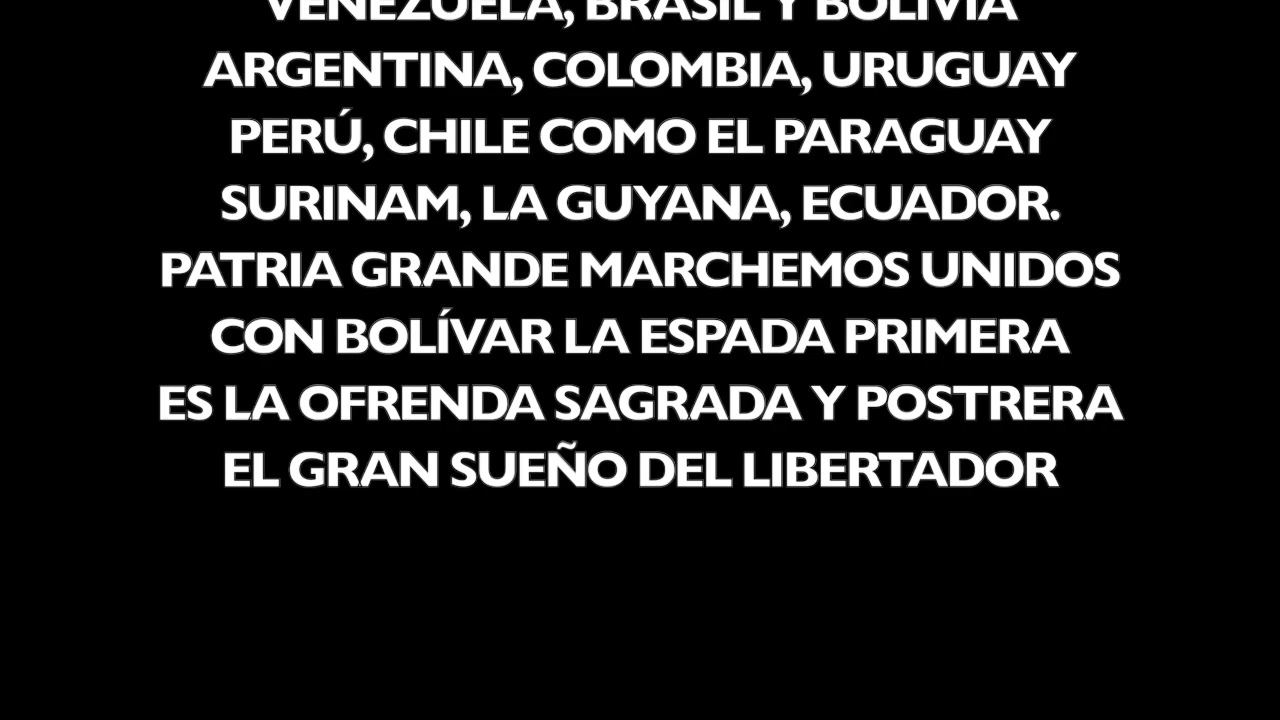 VENEZUELA, BRASIL Y BOLIVIA
ARGENTINA, COLOMBIA, URUGUAY
PERÚ, CHILE COMO EL PARAGUAY
SURINAM, LA GUYANA, ECUADOR.
PATRIA GRANDE MARCHEMOS UNIDOS
CON BOLÍVAR LA ESPADA PRIMERA
ES LA OFRENDA SAGRADA Y POSTRERA
EL GRAN SUEÑO DEL LIBERTADOR